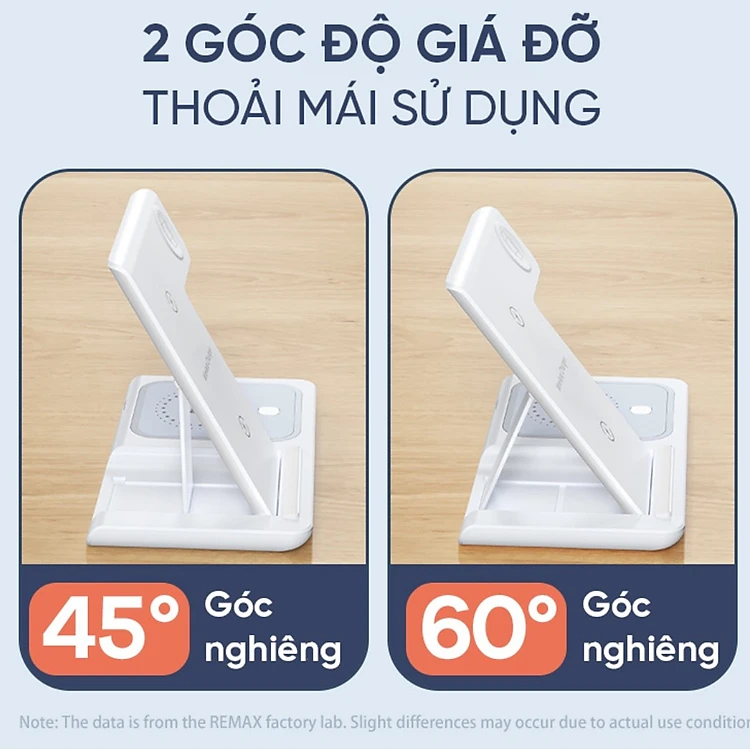 2 GÓC ĐỘ GIÁ ĐỠ
THOẢI MÁI SỬ DỤNG
45° Góc nghiêng
60° Góc nghiêng
Note: The data is from the REMAX factory lab. Slight differences may occur due to actual use condition